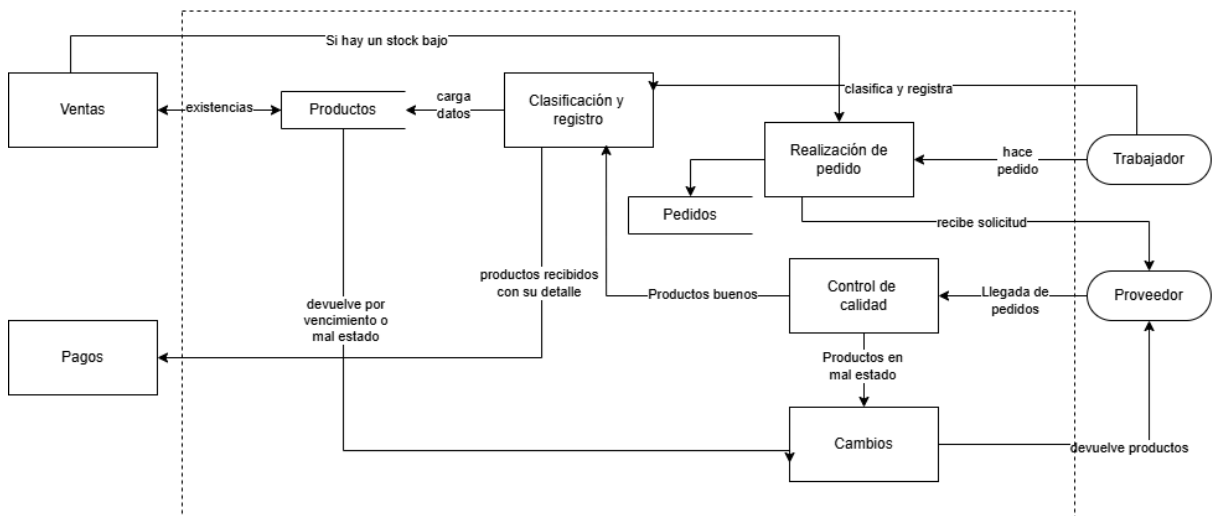 Si hay un stock bajo
Ventas
existencias
Productos
carga
datos
Clasificación y
registro
clasifica y registra
Realización de
pedido
hace
pedido
Trabajador
Pedidos
recibe solicitud
productos recibidos
con su detalle
Productos buenos
Control de
calidad
Llegada de
pedidos
Proveedor
devuelve por
vencimiento o
mal estado
Pagos
Productos en
mal estado
Cambios
devuelve productos